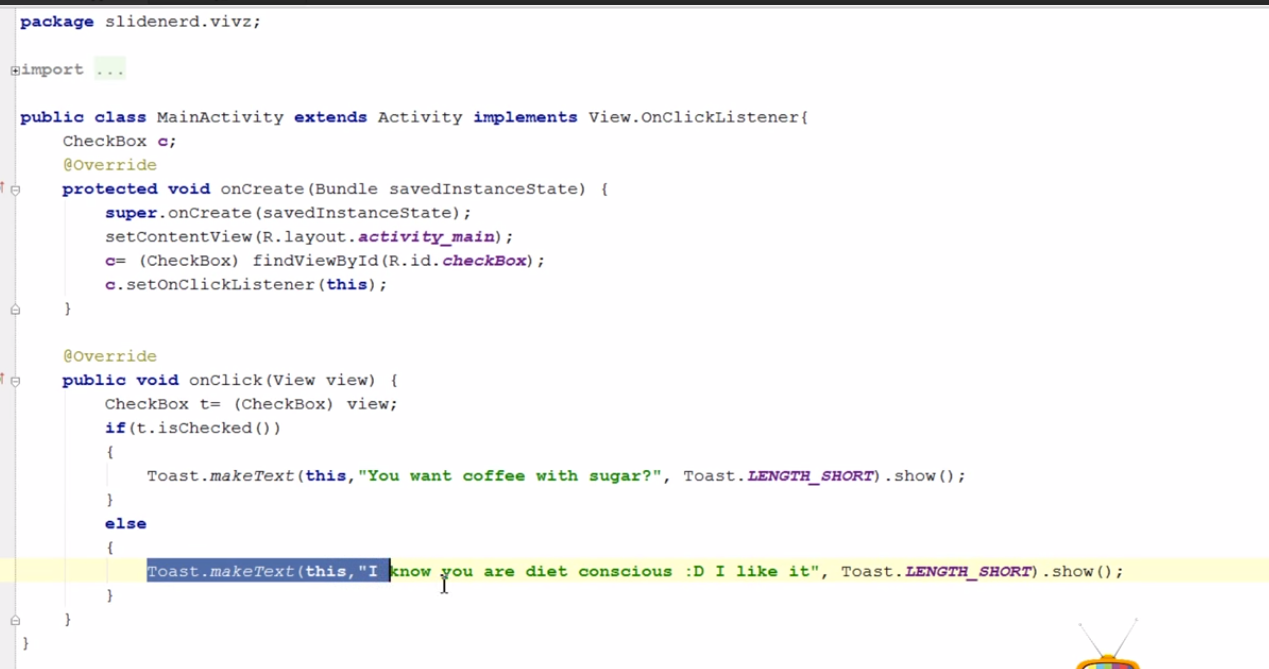 package slidenerd.vivz;
import ...
public class MainActivity extends Activity implements View.OnClickListener{
CheckBox c;
@Override
protected void onCreate(Bundle savedInstanceState) {
super.onCreate(savedInstanceState);
setContentView(R.layout.activity_main);
c= (CheckBox) findViewById(R.id.checkBox);
c.setOnClickListener(this);
}
@Override
public void onClick(View view) {
CheckBox t= (CheckBox) view;
if(t.isChecked())
{
Toast.makeText(this,"You want coffee with sugar?", Toast.LENGTH_SHORT).show();
}
else
{
Toast.makeText(this,"I know you are diet conscious :D I like it", Toast.LENGTH_SHORT).show();
}
}
}